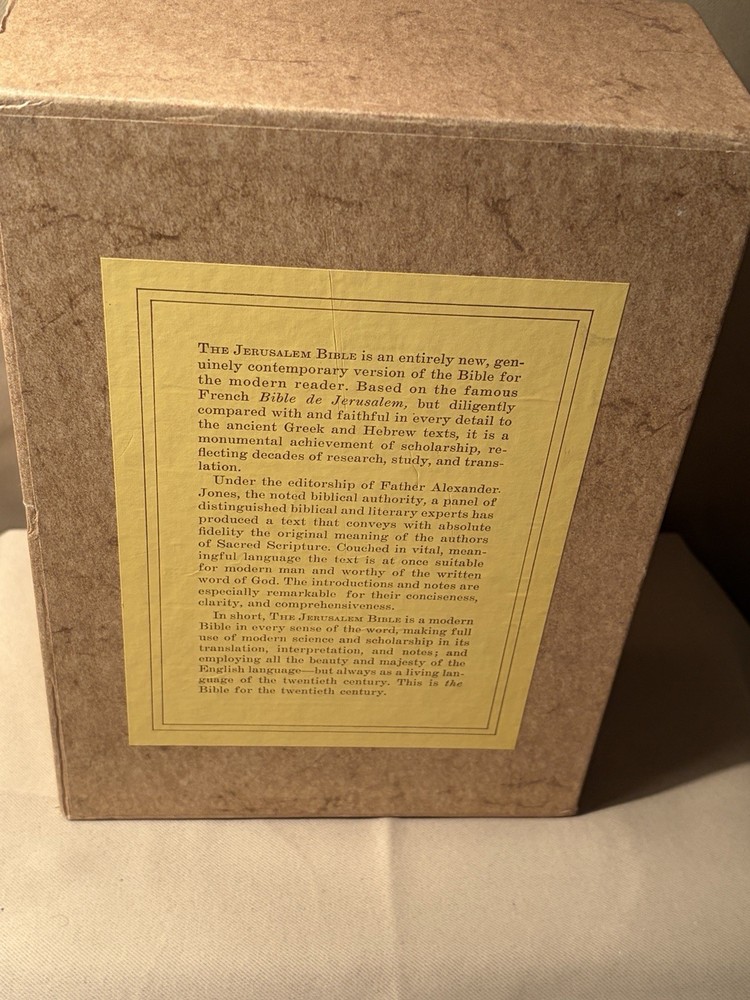 THE JERUSALEM BIBLE is an entirely new, gen-
uinely contemporary version of the Bible for
the modern reader. Based on the famous
French Bible de Jerusalem, but diligently
compared with and faithful in every detail to
the ancient Greek and Hebrew texts, it is a
monumental achievement of scholarship, re-
flecting decades of research, study, and trans-
lation.
Under the editorship of Father Alexander
Jones, the noted biblical authority, a panel of
distinguished biblical and literary experts has
produced a text that conveys with absolute
fidelity the original meaning of the authors
of Sacred Scripture. Couched in vital, mean-
ingful language the text is at once suitable
for modern man and worthy of the written
word of God. The introductions and notes are
especially remarkable for their conciseness,
clarity, and comprehensiveness.
In short, THE JERUSALEM BIBLE is a modern
Bible in every sense of the word, making full
use of modern science and scholarship in its
translation, interpretation, and notes; and
employing all the beauty and majesty of the
English language—but always as a living lan-
guage of the twentieth century. This is the
Bible for the twentieth century.